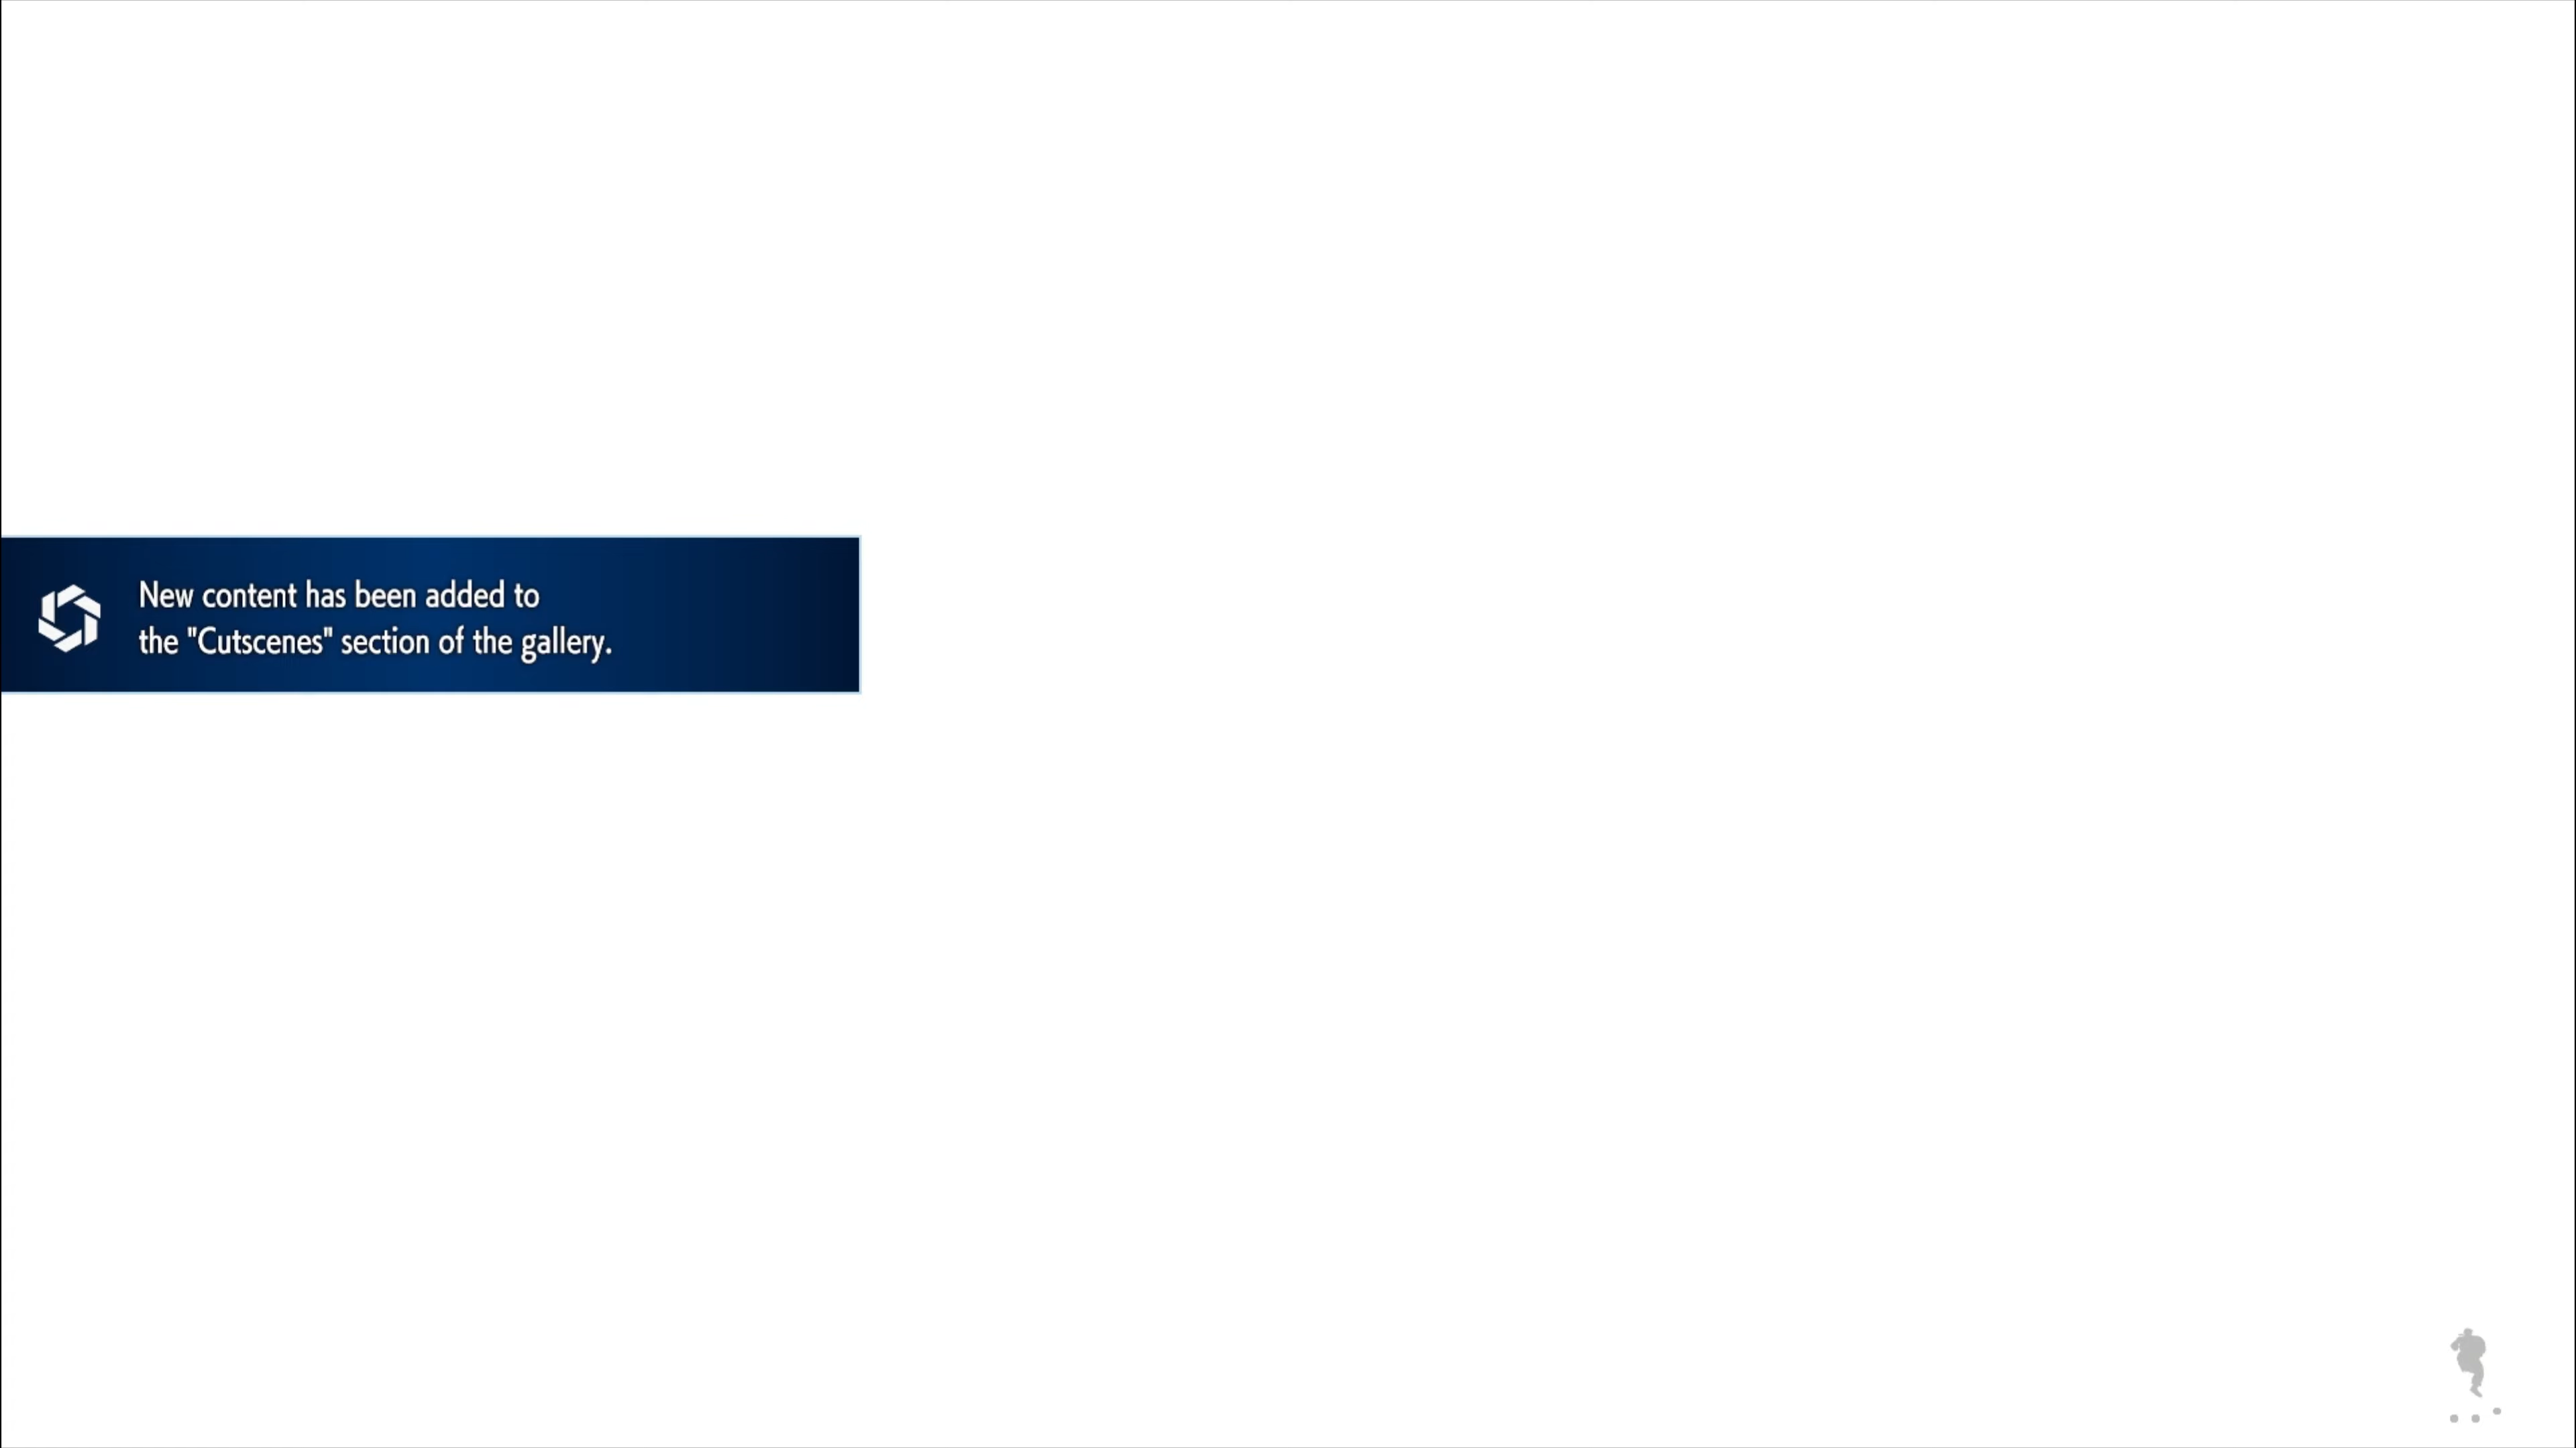 New content has been added to
the "Cutscenes" section of the gallery.